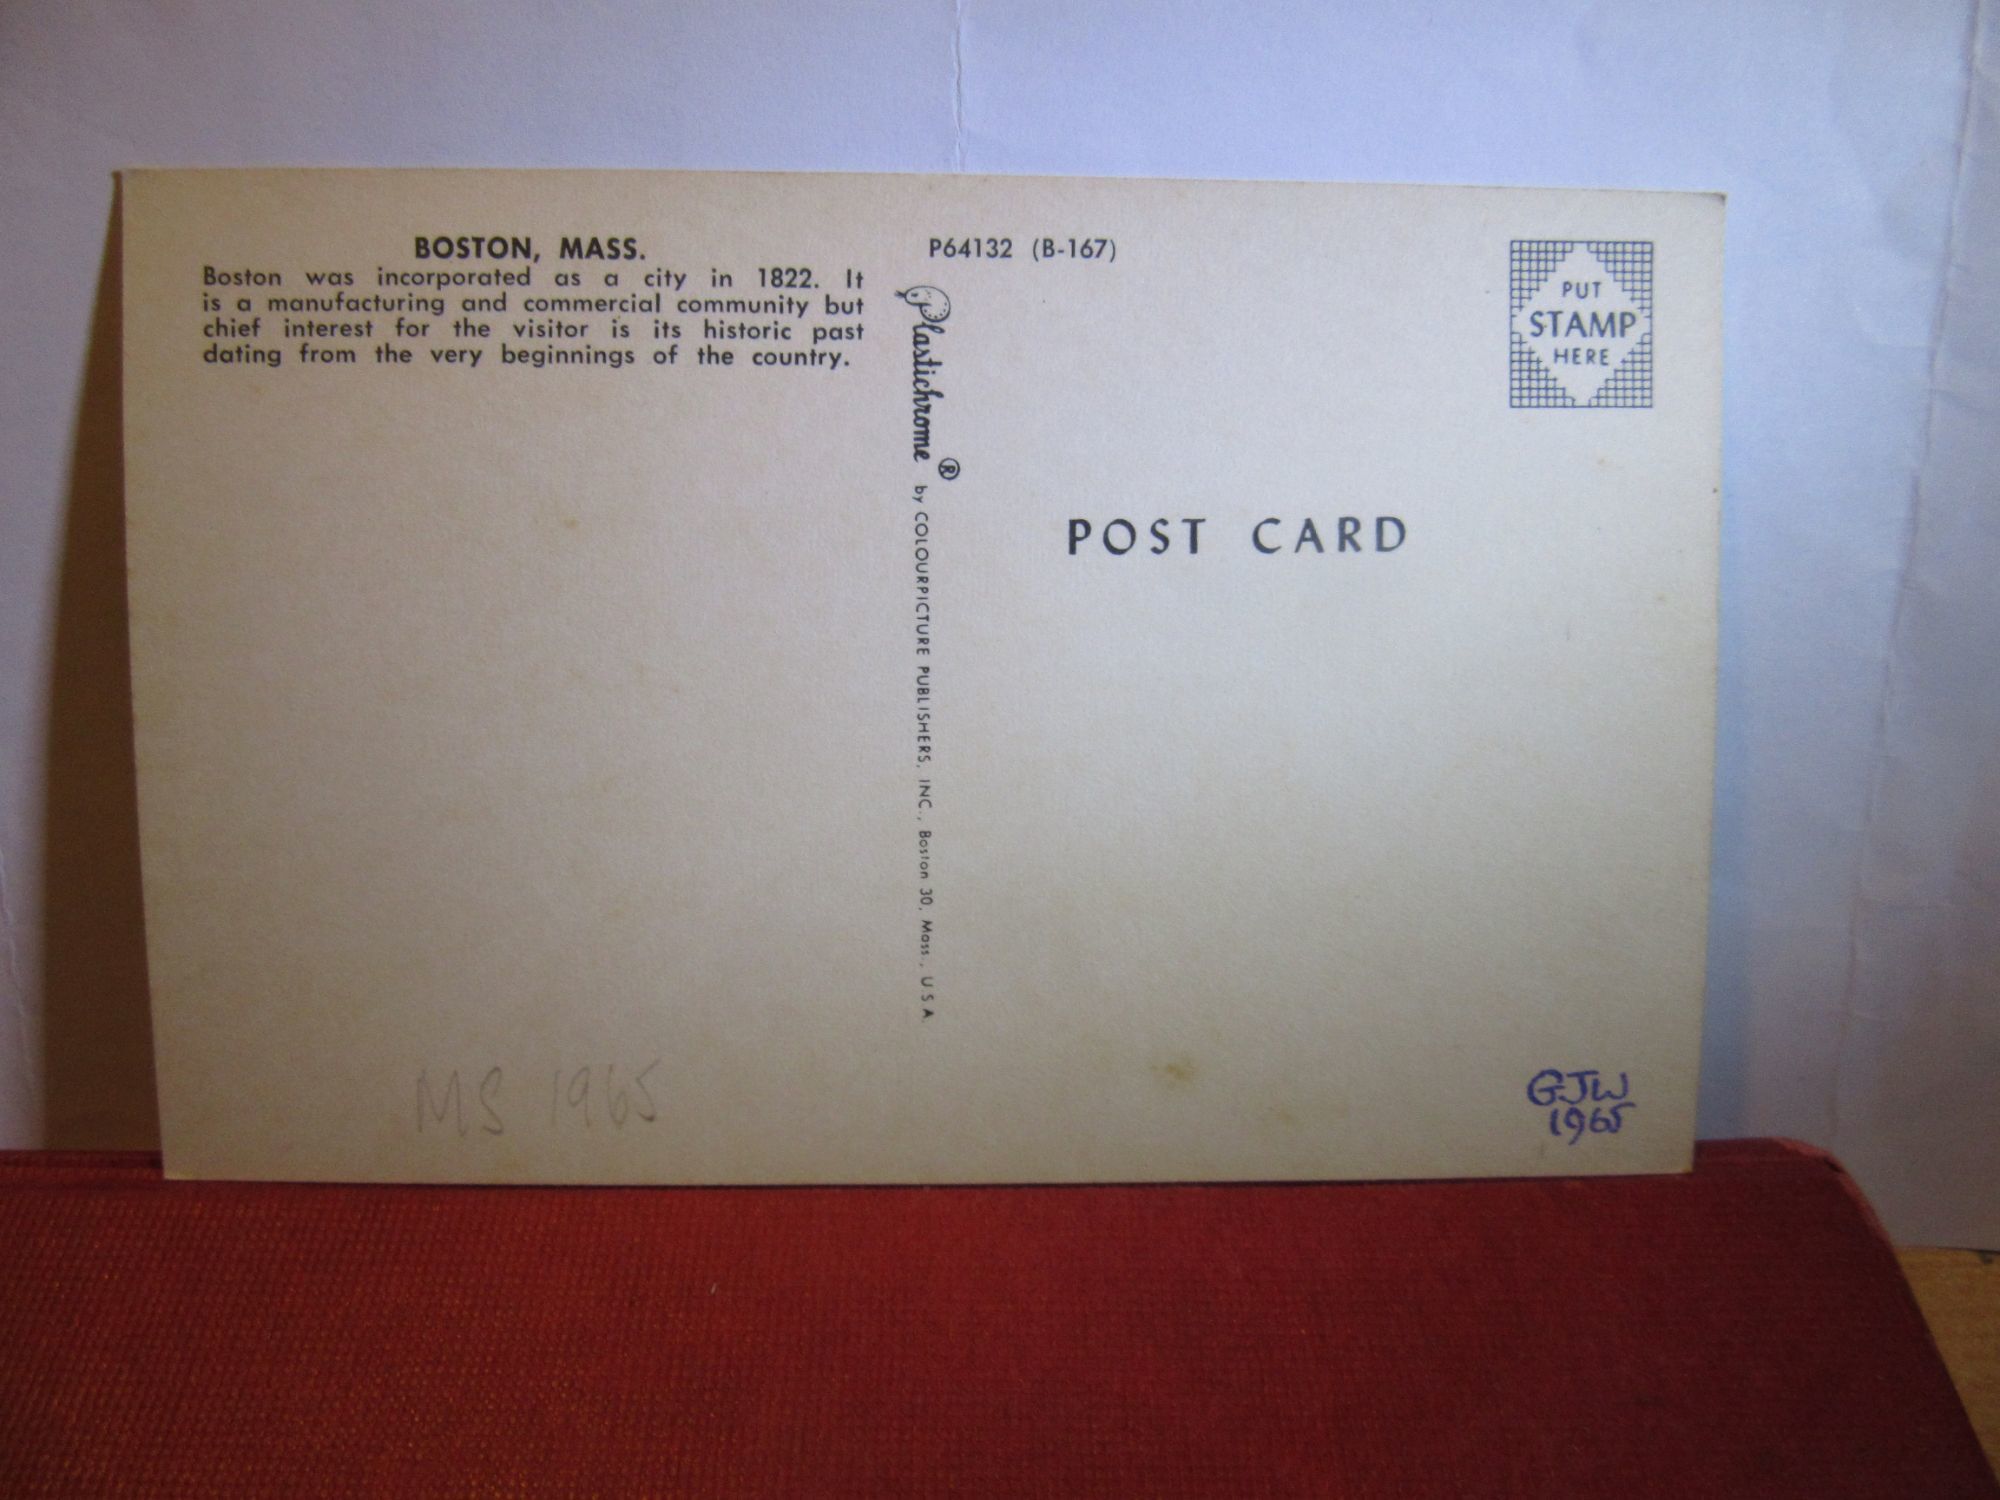 BOSTON, MASS.
Boston was incorporated as a city in 1822. It
is a manufacturing and commercial community but
chief interest for the visitor is its historic past
dating from the very beginnings of the country.
P64132 (B-167)
Plastichrome® by COLOURPICTURE PUBLISHERS, INC., Boston 30, Mass., U.S.A.
PUT
STAMP
HERE
POST CARD
MS 1965
GJW
1965